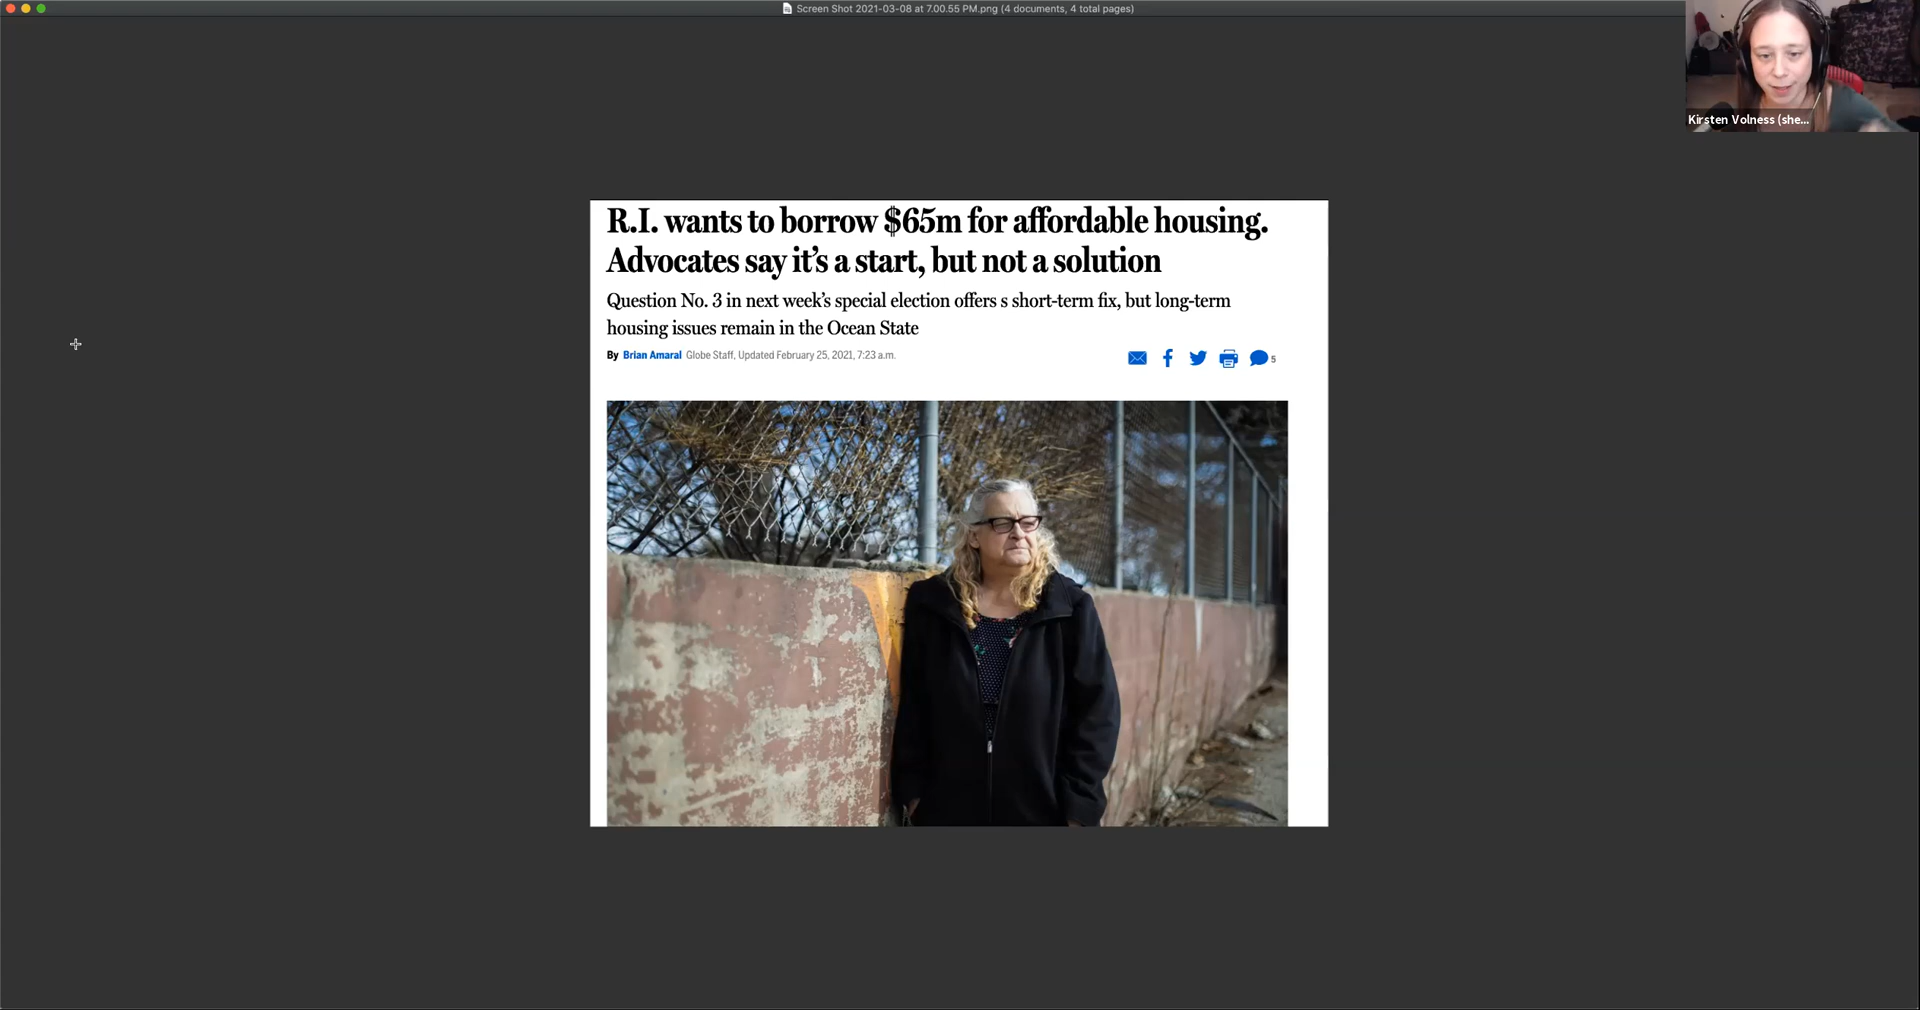 Screen Shot 2021-03-08 at 7.00.55 PM.png (4 documents, 4 total pages)
Kirsten Volness (she...
R.I. wants to borrow $65m for affordable housing.
Advocates say it's a start, but not a solution
Question No. 3 in next week's special election offers s short-term fix, but long-term
housing issues remain in the Ocean State
By Brian Amaral Globe Staff, Updated February 25, 2021, 7:23 a.m.
5